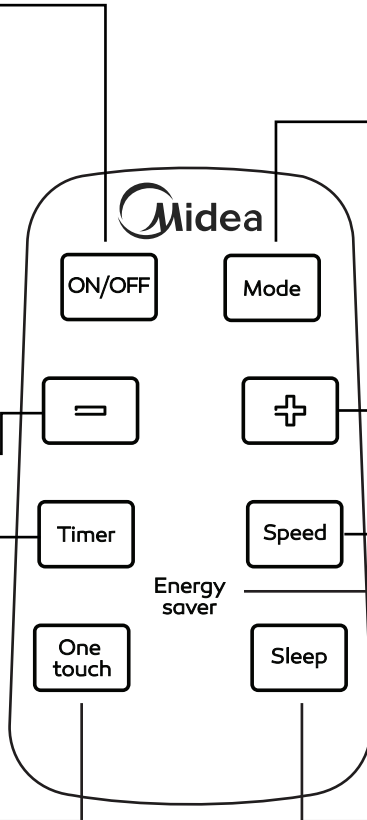 Midea
ON/OFF
Mode
Timer
Speed
Energy
saver
One
touch
Sleep